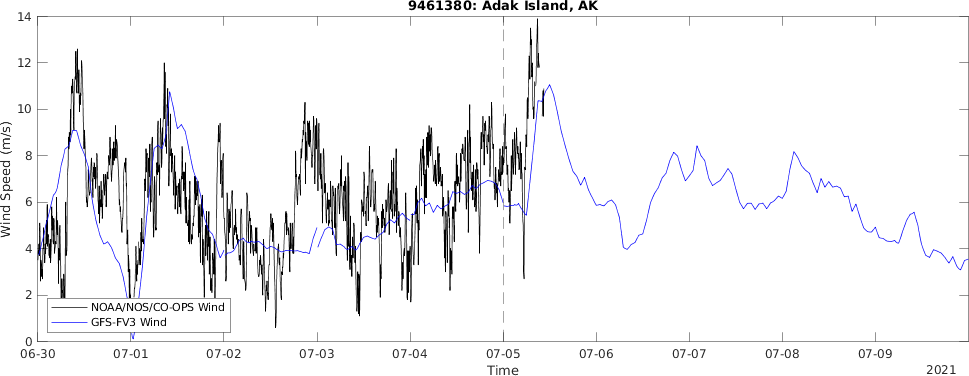 9461380: Adak Island, AK
Wind Speed (m/s)
14
12
10
8
6
4
2
0
NOAA/NOS/CO-OPS Wind
GFS-FV3 Wind
06-30 07-01 07-02 07-03 07-04 07-05 07-06 07-07 07-08 07-09
Time
2021